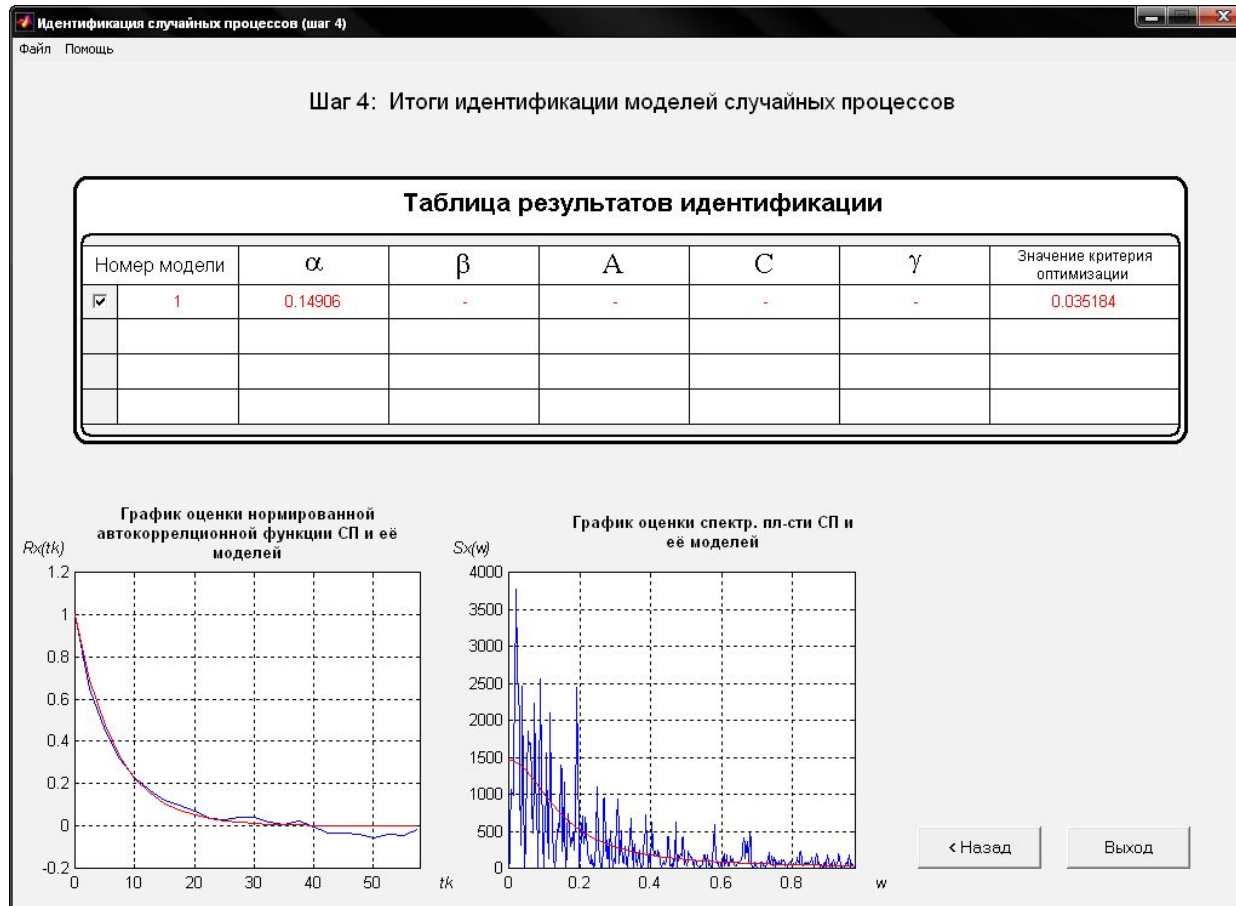 Идентификация случайных процессов (шаг 4)
Файл Помощь
Шаг 4: Итоги идентификации моделей случайных процессов
Таблица результатов идентификации
Номер модели α β A C γ Значение критерия
оптимизации
1 0.14906 - - - - 0.035184
График оценки нормированной
автокоррелционной функции СП и её
моделей
Rx(tk)
1.2
1
0.8
0.6
0.4
0.2
0
-0.2
0 10 20 30 40 50 tk
График оценки спектр. пл-сти СП и
её моделей
Sx(w)
4000
3500
3000
2500
2000
1500
1000
500
0
0 0.2 0.4 0.6 0.8 w
< Назад Выход